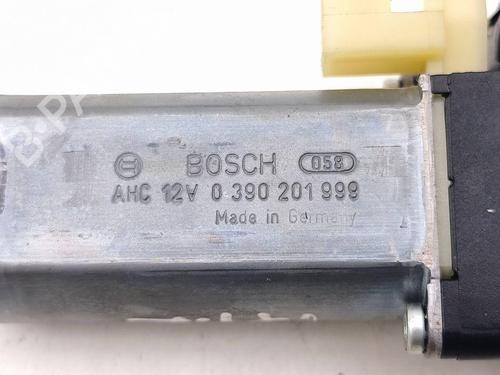 BOSCH 058
AHC 12V 0 390 201 999
Made in Germany